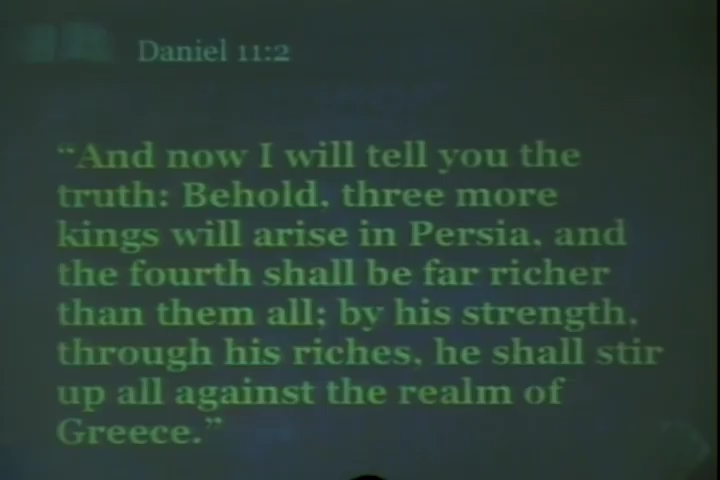 Daniel 11:2
“And now I will tell you the
truth: Behold, three more
kings will arise in Persia, and
the fourth shall be far richer
than them all; by his strength,
through his riches, he shall stir
up all against the realm of
Greece.”